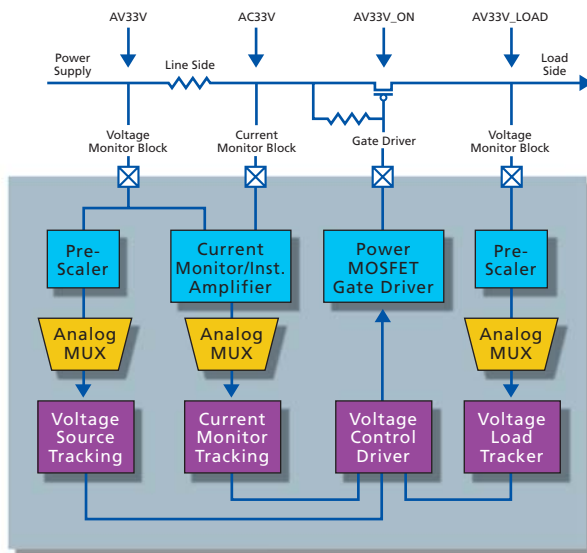 AV33V
AC33V
AV33V_ON
AV33V_LOAD
Power
Supply
Line Side
Load
Side
Voltage
Monitor Block
Current
Monitor Block
Gate Driver
Voltage
Monitor Block
Pre-
Scaler
Current
Monitor/Inst.
Amplifier
Power
MOSFET
Gate Driver
Pre-
Scaler
Analog
MUX
Analog
MUX
Analog
MUX
Voltage
Source
Tracking
Current
Monitor
Tracking
Voltage
Control
Driver
Voltage
Load
Tracker